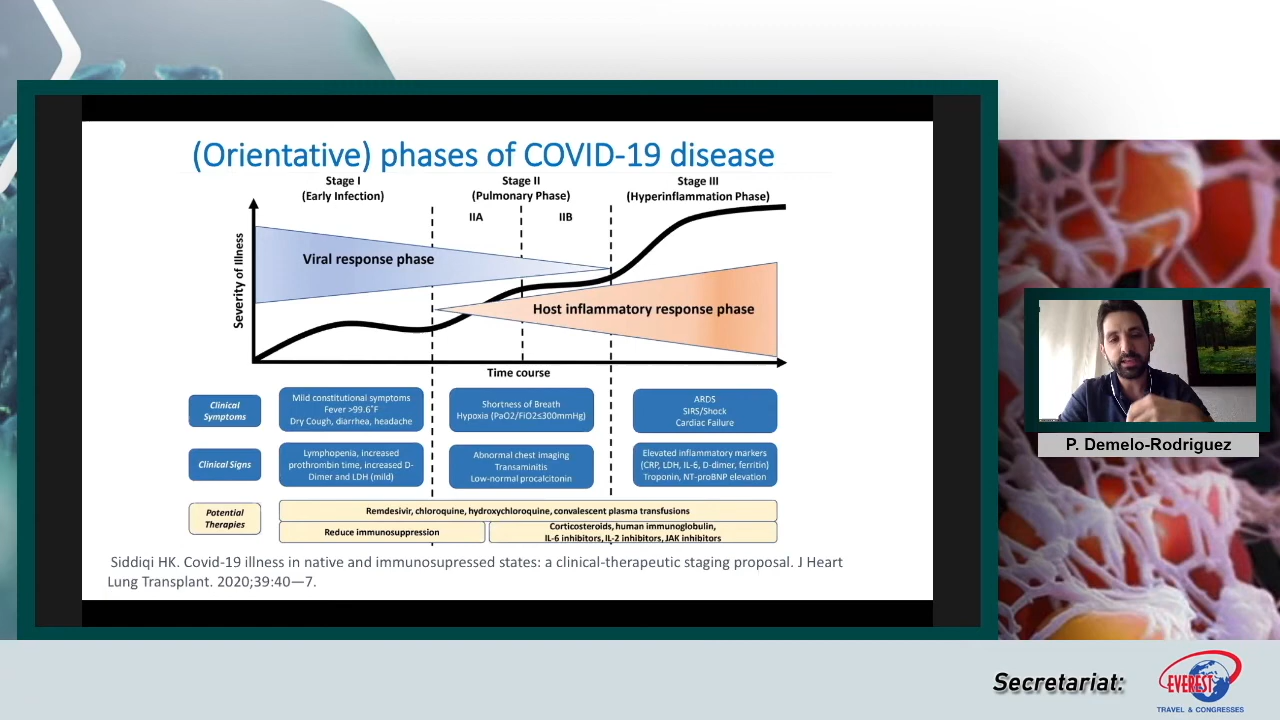 (Orientative) phases of COVID-19 disease
Stage I
(Early Infection)
Stage II
(Pulmonary Phase)
Stage III
(Hyperinflammation Phase)
IIA
IIB
Severity of Illness
Viral response phase
Host inflammatory response phase
Time course
Clinical
Symptoms
Mild constitutional symptoms
Fever >99.6°F
Dry Cough, diarrhea, headache
Shortness of Breath
Hypoxia (PaO2/FiO2≤300mmHg)
ARDS
SIRS/Shock
Cardiac Failure
Clinical Signs
Lymphopenia, increased
prothrombin time, increased D-
Dimer and LDH (mild)
Abnormal chest imaging
Transaminitis
Low-normal procalcitonin
Elevated inflammatory markers
(CRP, LDH, IL-6, D-dimer, ferritin)
Troponin, NT-proBNP elevation
Potential
Therapies
Remdesivir, chloroquine, hydroxychloroquine, convalescent plasma transfusions
Reduce immunosuppression
Corticosteroids, human immunoglobulin,
IL-6 inhibitors, IL-2 inhibitors, JAK inhibitors
Siddiqi HK. Covid-19 illness in native and immunosupressed states: a clinical-therapeutic staging proposal. J Heart
Lung Transplant. 2020;39:40—7.
P. Demelo-Rodriguez
Secretariat:
EVEREST
TRAVEL & CONGRESSES